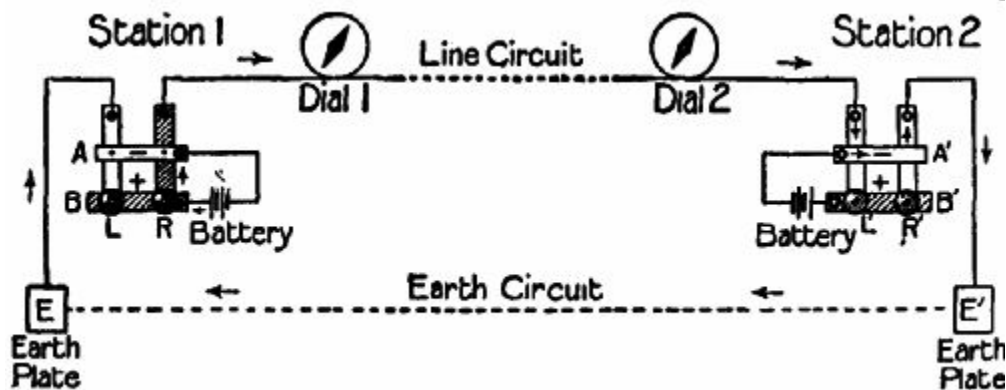 Station 1
Station 2
Line Circuit
Dial 1
Dial 2
A
A'
B
B'
L
R
L'
R'
Battery
Battery
Earth Circuit
E
E'
Earth
Plate
Earth
Plate